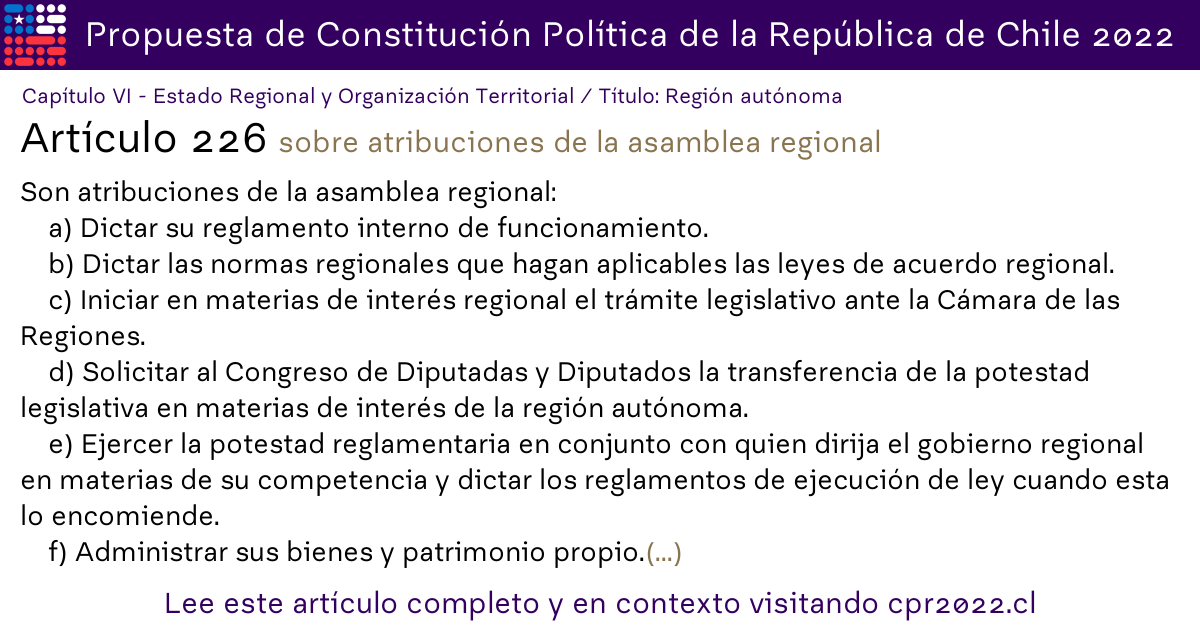 Propuesta de Constitución Política de la República de Chile 2022
Capítulo VI - Estado Regional y Organización Territorial / Título: Región autónoma
Artículo 226 sobre atribuciones de la asamblea regional
Son atribuciones de la asamblea regional:
a) Dictar su reglamento interno de funcionamiento.
b) Dictar las normas regionales que hagan aplicables las leyes de acuerdo regional.
c) Iniciar en materias de interés regional el trámite legislativo ante la Cámara de las
Regiones.
d) Solicitar al Congreso de Diputadas y Diputados la transferencia de la potestad
legislativa en materias de interés de la región autónoma.
e) Ejercer la potestad reglamentaria en conjunto con quien dirija el gobierno regional
en materias de su competencia y dictar los reglamentos de ejecución de ley cuando esta
lo encomiende.
f) Administrar sus bienes y patrimonio propio.(...)
Lee este artículo completo y en contexto visitando cpr2022.cl